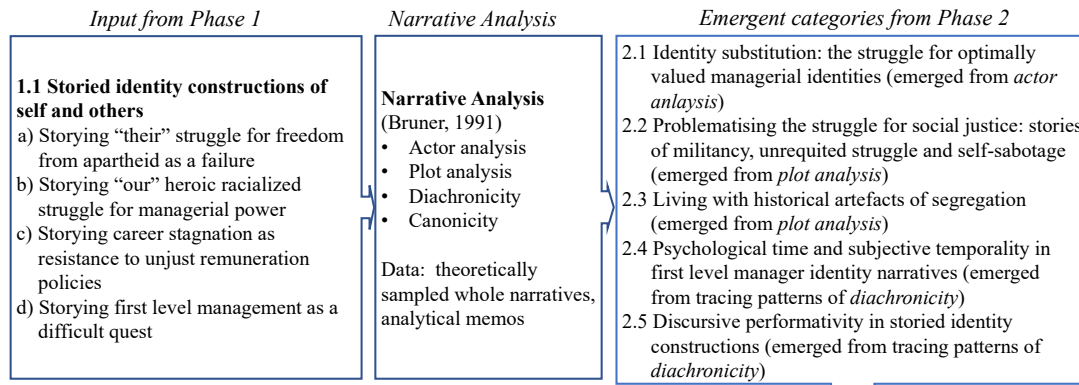 Input from Phase 1
Narrative Analysis
Emergent categories from Phase 2
1.1 Storied identity constructions of
self and others
a) Storying “their” struggle for freedom
from apartheid as a failure
b) Storying “our” heroic racialized
struggle for managerial power
c) Storying career stagnation as
resistance to unjust remuneration
policies
d) Storying first level management as a
difficult quest
Narrative Analysis
(Bruner, 1991)
• Actor analysis
• Plot analysis
• Diachronicity
• Canonicity
Data: theoretically
sampled whole narratives,
analytical memos
2.1 Identity substitution: the struggle for optimally
valued managerial identities (emerged from actor
anlaysis)
2.2 Problematising the struggle for social justice: stories
of militancy, unrequited struggle and self-sabotage
(emerged from plot analysis)
2.3 Living with historical artefacts of segregation
(emerged from plot analysis)
2.4 Psychological time and subjective temporality in
first level manager identity narratives (emerged
from tracing patterns of diachronicity)
2.5 Discursive performativity in storied identity
constructions (emerged from tracing patterns of
diachronicity)